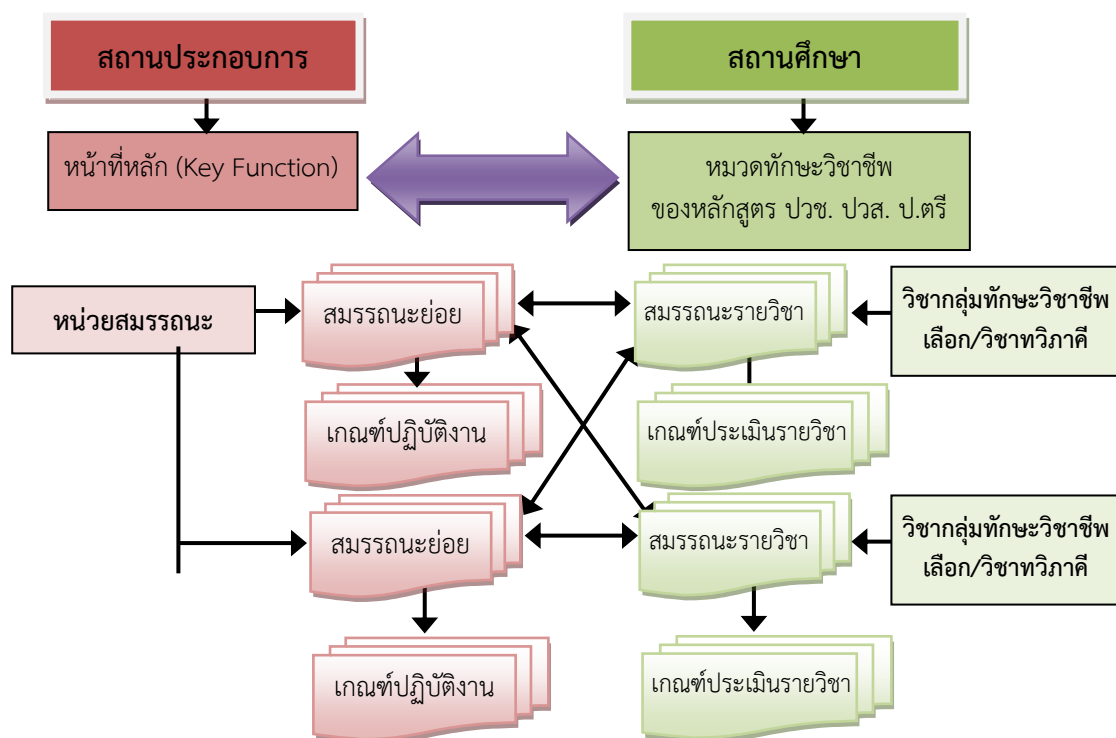 สถานประกอบการ
สถานศึกษา
หน้าที่หลัก (Key Function)
หมวดทักษะวิชาชีพ
ของหลักสูตร ปวช. ปวส. ป.ตรี
หน่วยสมรรถนะ
สมรรถนะย่อย
สมรรถนะรายวิชา
วิชากลุ่มทักษะวิชาชีพ
เลือก/วิชาทวิภาคี
เกณฑ์ปฏิบัติงาน
เกณฑ์ประเมินรายวิชา
สมรรถนะย่อย
สมรรถนะรายวิชา
วิชากลุ่มทักษะวิชาชีพ
เลือก/วิชาทวิภาคี
เกณฑ์ปฏิบัติงาน
เกณฑ์ประเมินรายวิชา